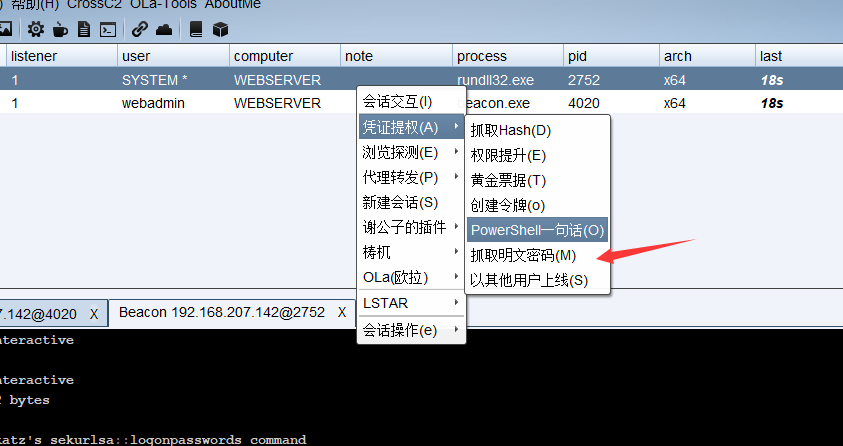 ) 帮助(H) CrossC2 OLa-Tools AboutMe
listener user computer note process pid arch last
1 SYSTEM * WEBSERVER rundll32.exe 2752 x64 18s
1 webadmin WEBSERVER beacon.exe 4020 x64 18s
会话交互(I)
凭证提权(A)
浏览探测(E)
代理转发(P)
新建会话(S)
谢公子的插件
梼杌
OLa(欧拉)
LSTAR
会话操作(e)
抓取Hash(D)
权限提升(E)
黄金票据(T)
创建令牌(o)
PowerShell一句话(O)
抓取明文密码(M)
以其他用户上线(S)
7.142@4020 X Beacon 192.168.207.142@2752 X
nteractive
nteractive
2 bytes
katz's sekurlsa::logonpasswords command